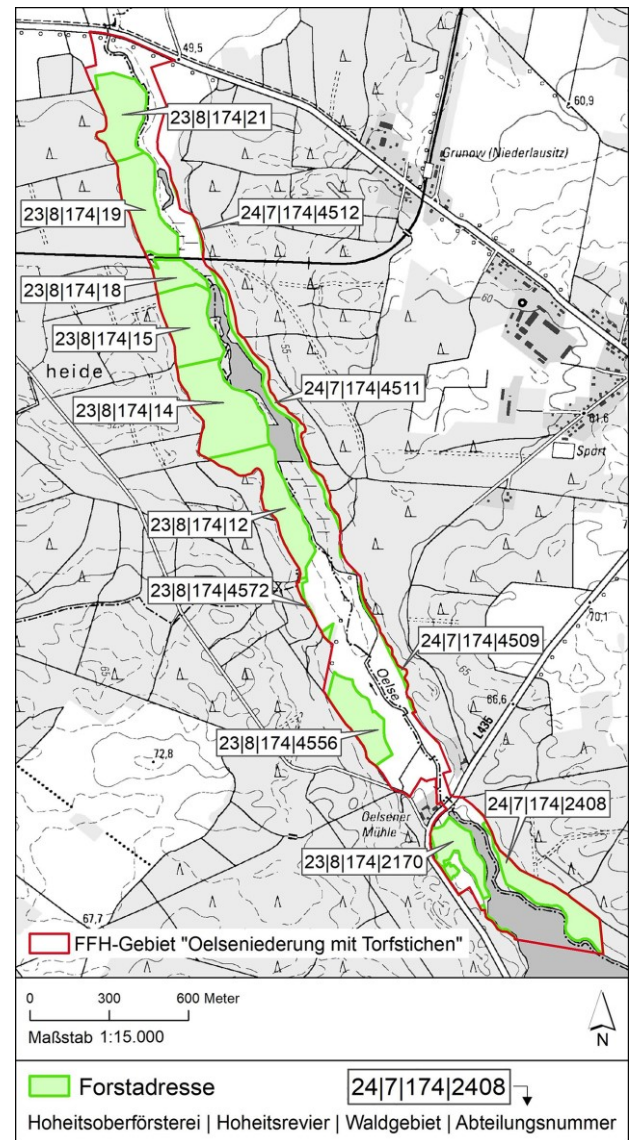 49,5
60,9
23|8|174|21
Grunow (Niederlausitz)
23|8|174|19
24|7|174|4512
23|8|174|18
60
23|8|174|15
55
heide
24|7|174|4511
23|8|174|14
61,6
Sport
23|8|174|12
23|8|174|4572
70,1
24|7|174|4509
65
65
Oelse
66,6
L435
23|8|174|4556
72,8
24|7|174|2408
Oelsener
Mühle
23|8|174|2170
67,7
FFH-Gebiet "Oelseniederung mit Torfstichen"
0 300 600 Meter
Maßstab 1:15.000
N
Forstadresse
24|7|174|2408
Hoheitsoberförsterei | Hoheitsrevier | Waldgebiet | Abteilungsnummer